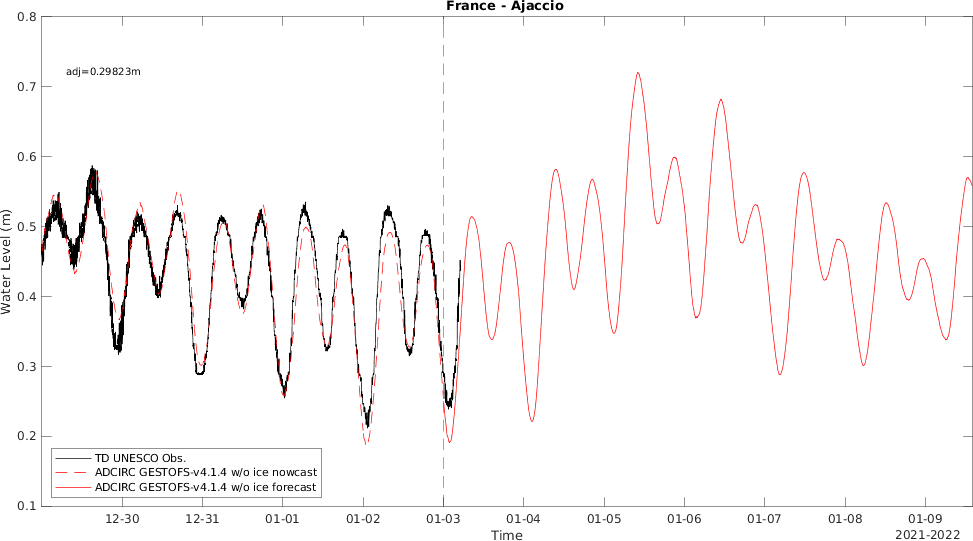 France - Ajaccio
adj=0.29823m
Water Level (m)
0.8
0.7
0.6
0.5
0.4
0.3
0.2
0.1
TD UNESCO Obs.
ADCIRC GESTOFS-v4.1.4 w/o ice nowcast
ADCIRC GESTOFS-v4.1.4 w/o ice forecast
12-30 12-31 01-01 01-02 01-03 01-04 01-05 01-06 01-07 01-08 01-09
2021-2022
Time